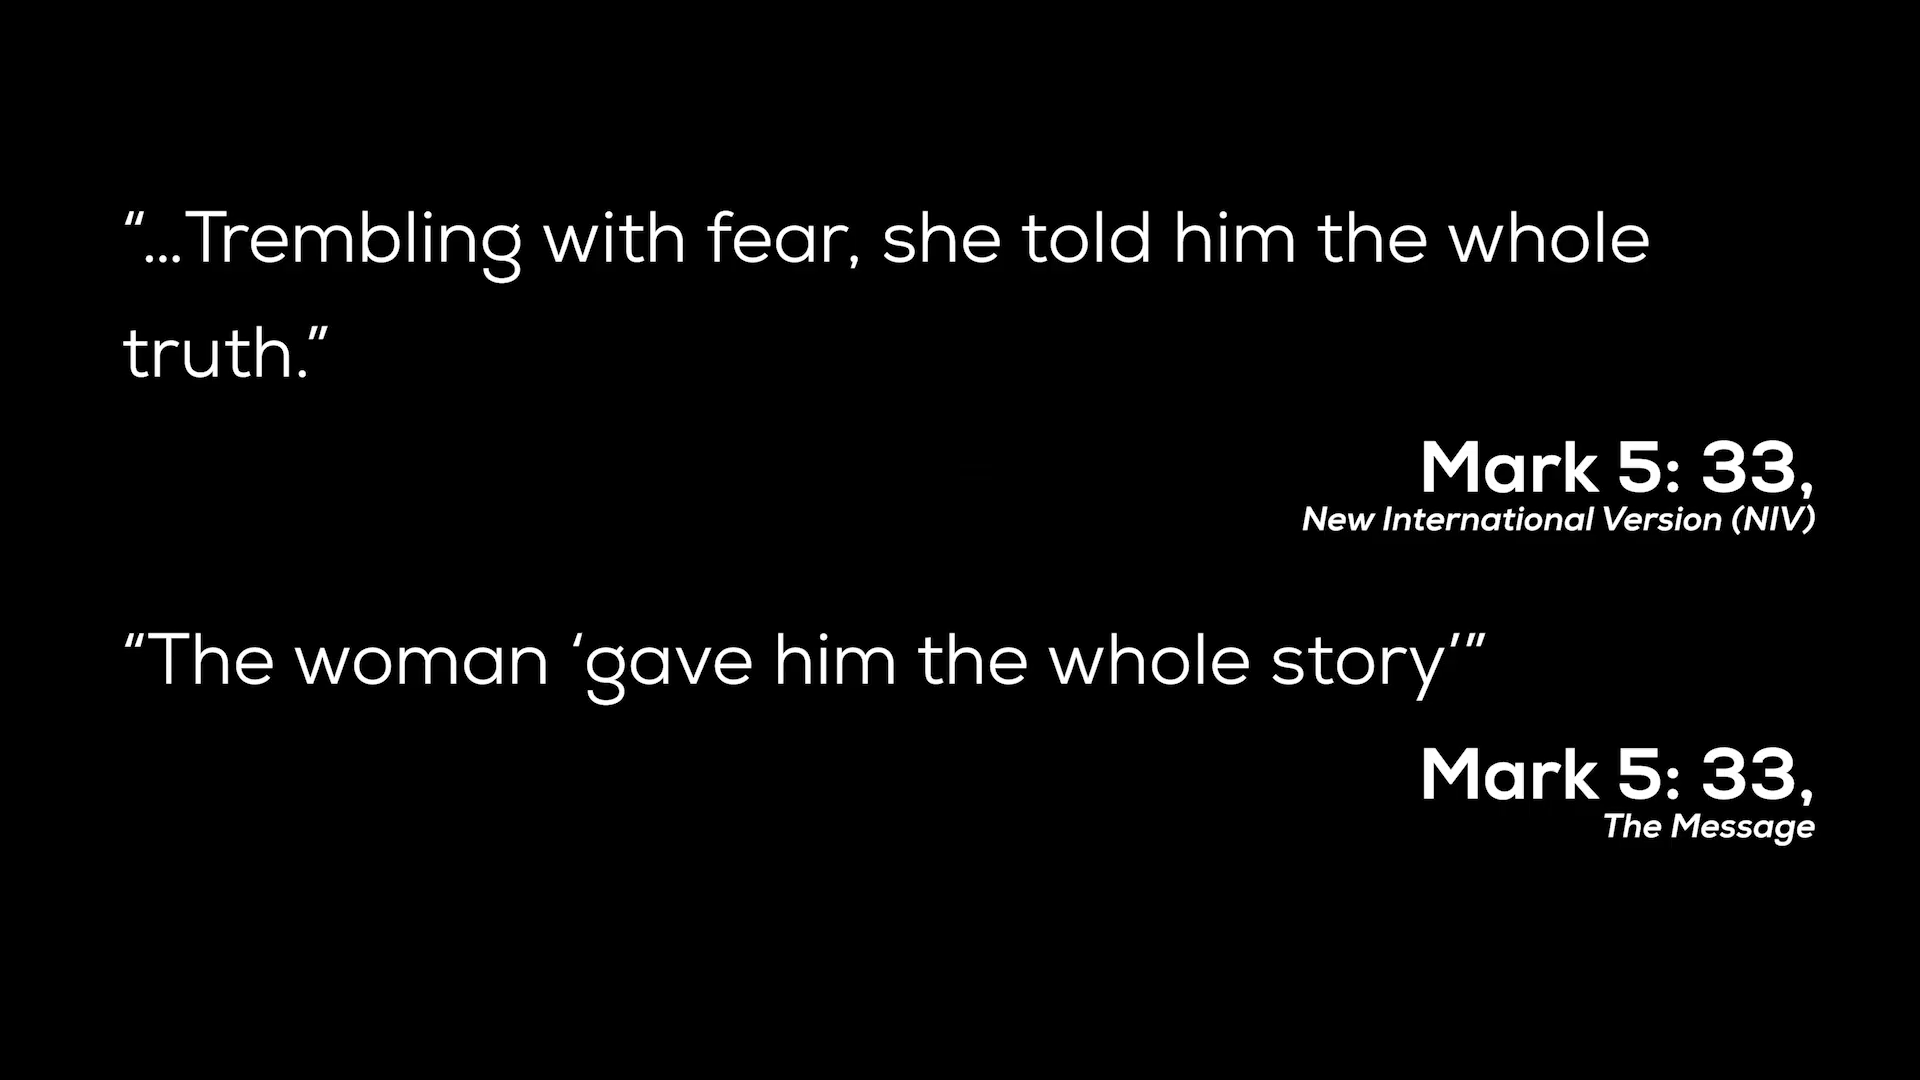 “...Trembling with fear, she told him the whole
truth.”
Mark 5: 33,
New International Version (NIV)
“The woman ‘gave him the whole story’”
Mark 5: 33,
The Message